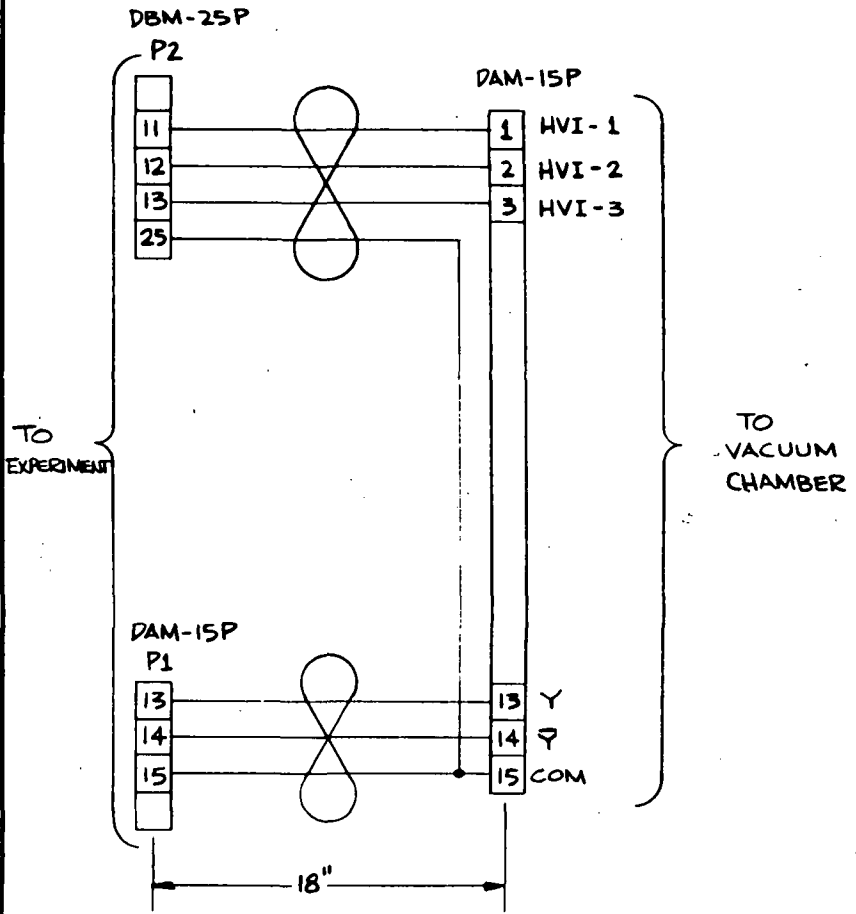 DBM-25P
P2
DAM-15P
11
1 HVI-1
12
2 HVI-2
13
3 HVI-3
25
TO
EXPERIMENT
TO
VACUUM
CHAMBER
DAM-15P
P1
13
13 Y
14
14 Ȳ
15
15 COM
18"